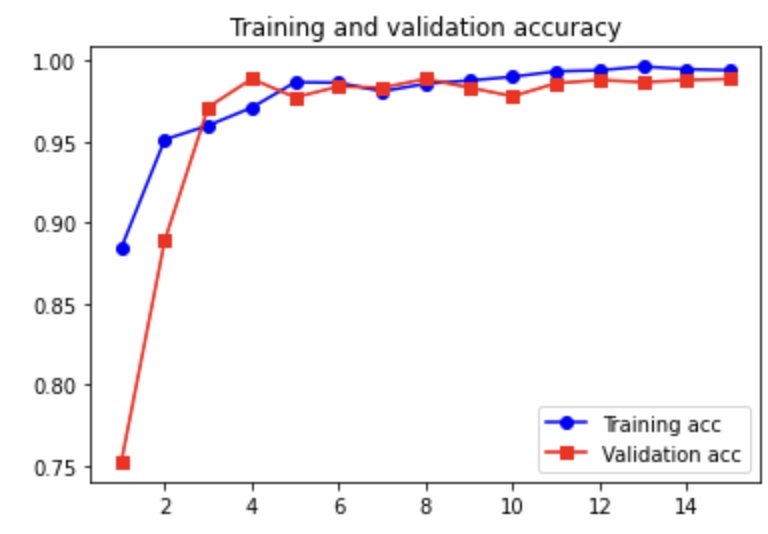 Training and validation accuracy
1.00
0.95
0.90
0.85
0.80
0.75
Training acc
Validation acc
2 4 6 8 10 12 14